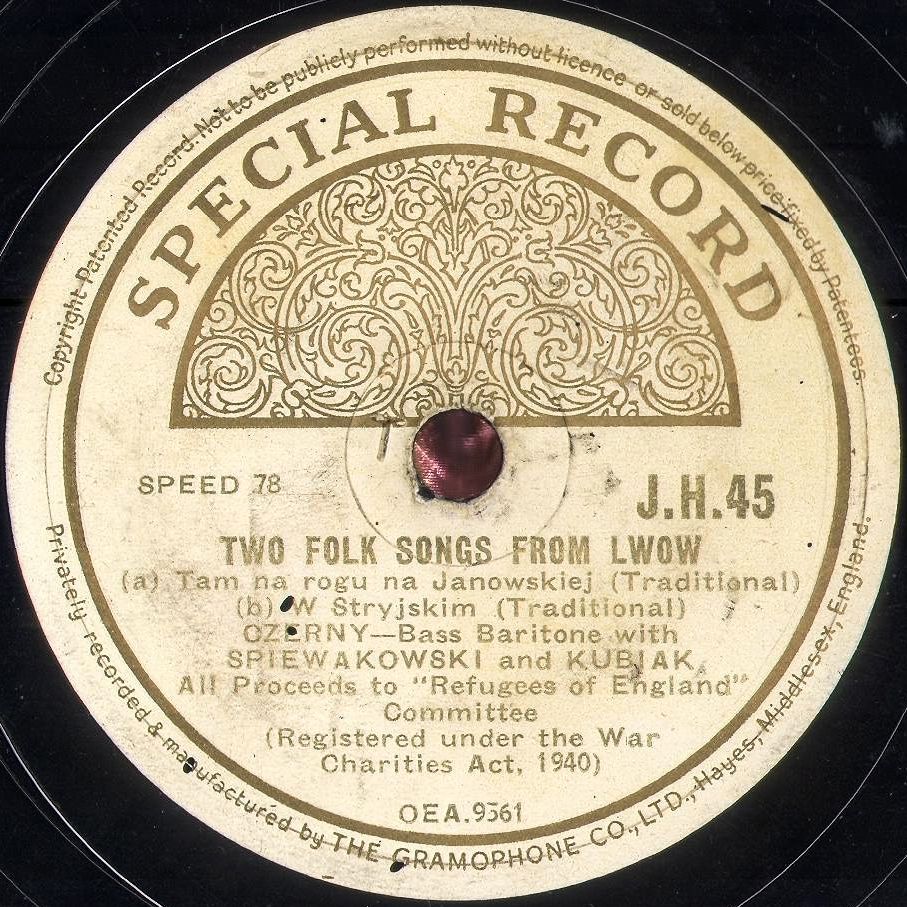 Copyright Patented Record. Not to be publicly performed without licence or sold below price fixed by Patentees.
SPECIAL RECORD
SPEED 78
J.H.45
TWO FOLK SONGS FROM LWOW
(a) Tam na rogu na Janowskiej (Traditional)
(b) W Stryjskim (Traditional)
CZERNY—Bass Baritone with
SPIEWAKOWSKI and KUBIAK
All Proceeds to "Refugees of England"
Committee
(Registered under the War
Charities Act, 1940)
OEA.9361
Privately recorded & manufactured by THE GRAMOPHONE CO., LTD., Hayes, Middlesex, England.